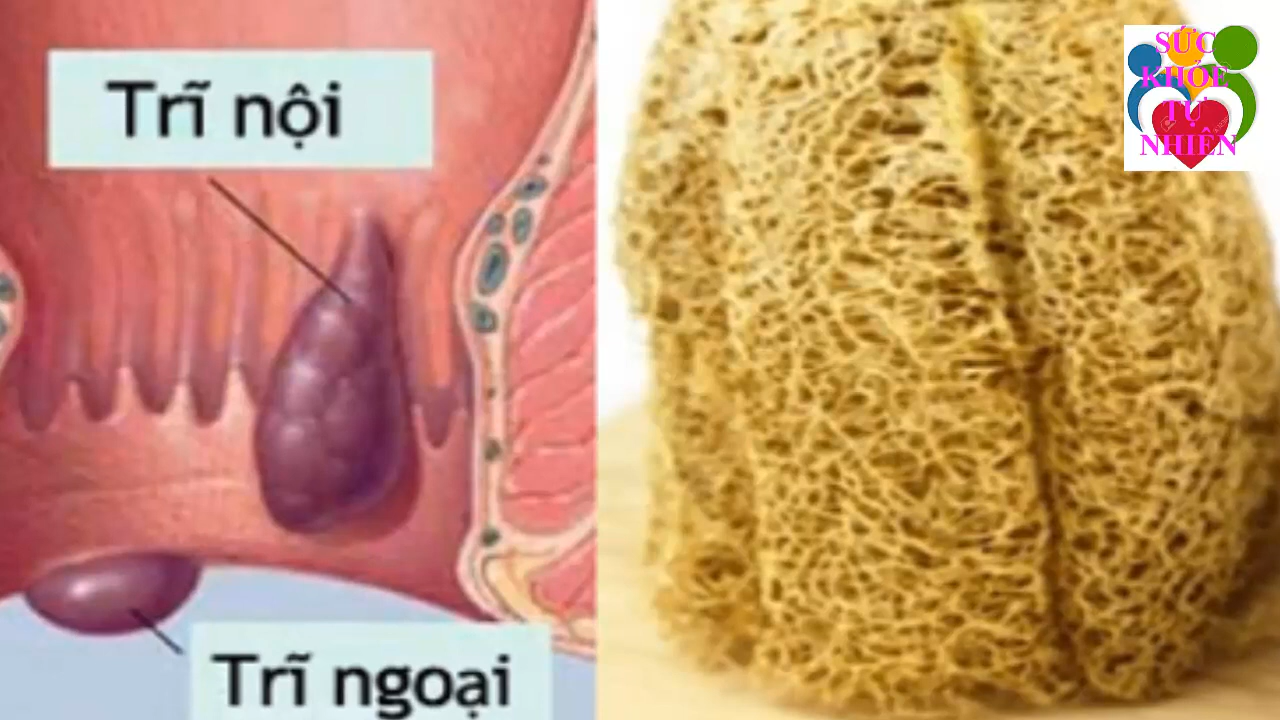 Trĩ nội
Trĩ ngoại
SỨC
KHỎE
TỰ
NHIÊN